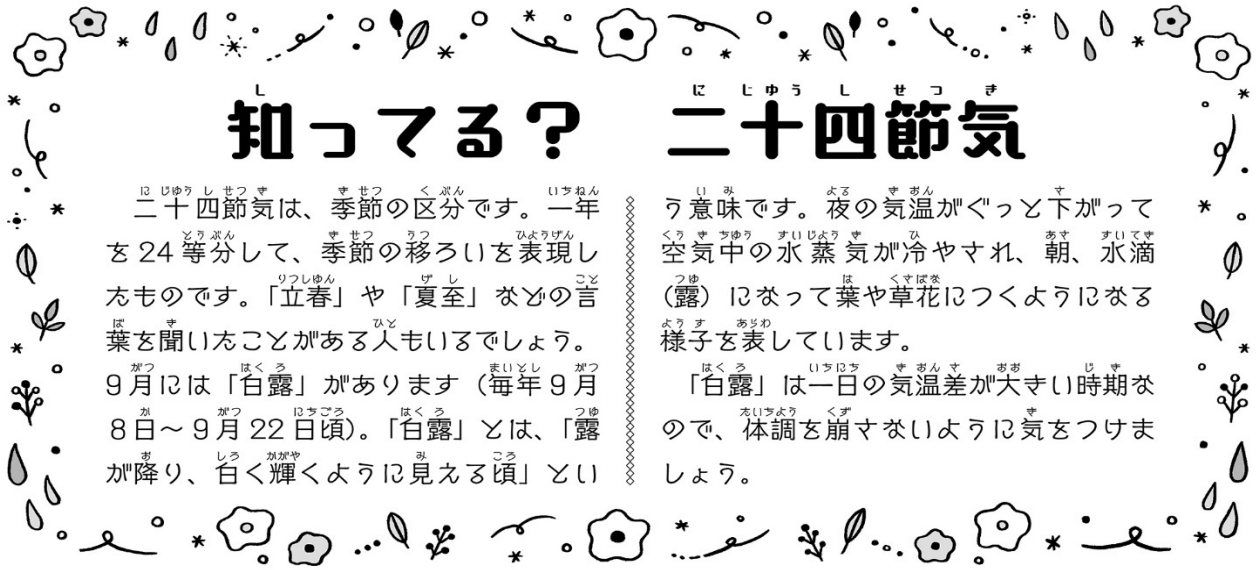 知ってる？　二十四節気
二十四節気は、季節の区分です。一年
を24等分して、季節の移ろいを表現し
たものです。「立春」や「夏至」などの言
葉を聞いたことがある人もいるでしょう。
9月には「白露」があります（毎年9月
8日～9月22日頃）。「白露」とは、「露
が降り、白く輝くように見える頃」とい
う意味です。夜の気温がぐっと下がって
空気中の水蒸気が冷やされ、朝、水滴
（露）になって葉や草花につくようになる
様子を表しています。
「白露」は一日の気温差が大きい時期な
ので、体調を崩さないように気をつけま
しょう。